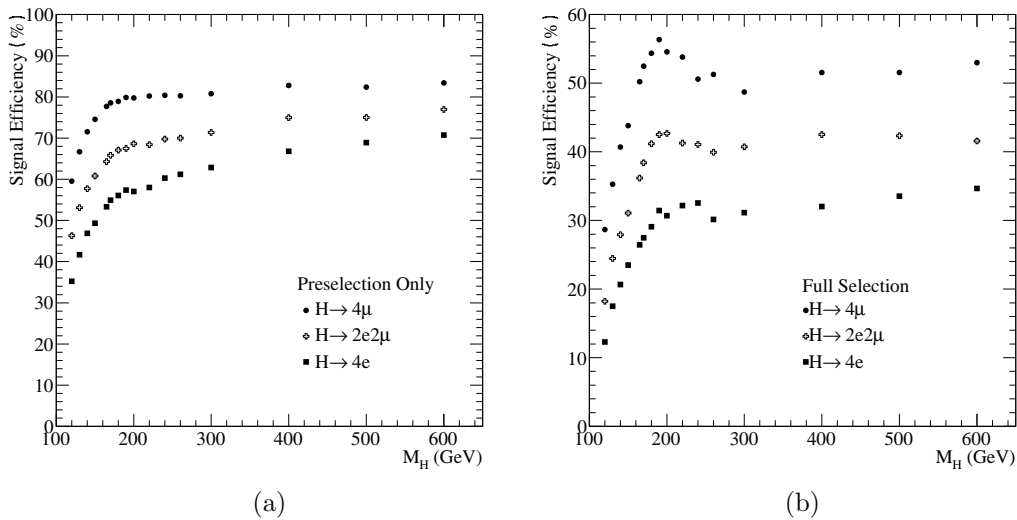 Signal Efficiency (%)
100
90
80
70
60
50
40
30
20
10
0
Preselection Only
H→ 4μ
H→ 2e2μ
H→ 4e
100 200 300 400 500 600
M_H (GeV)
(a)
Signal Efficiency (%)
60
50
40
30
20
10
0
Full Selection
H→ 4μ
H→ 2e2μ
H→ 4e
100 200 300 400 500 600
M_H (GeV)
(b)